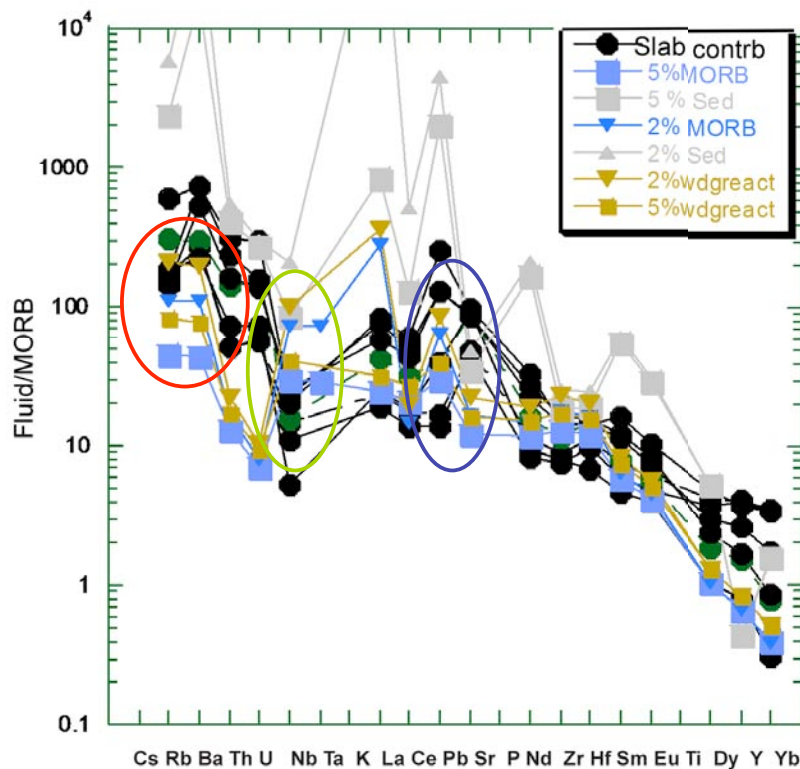 10⁴
1000
100
10
1
0.1
Fluid/MORB
Slab contrb
5%MORB
5 % Sed
2% MORB
2% Sed
2%wdgreact
5%wdgreact
Cs Rb Ba Th U Nb Ta K La Ce Pb Sr P Nd Zr Hf Sm Eu Ti Dy Y Yb